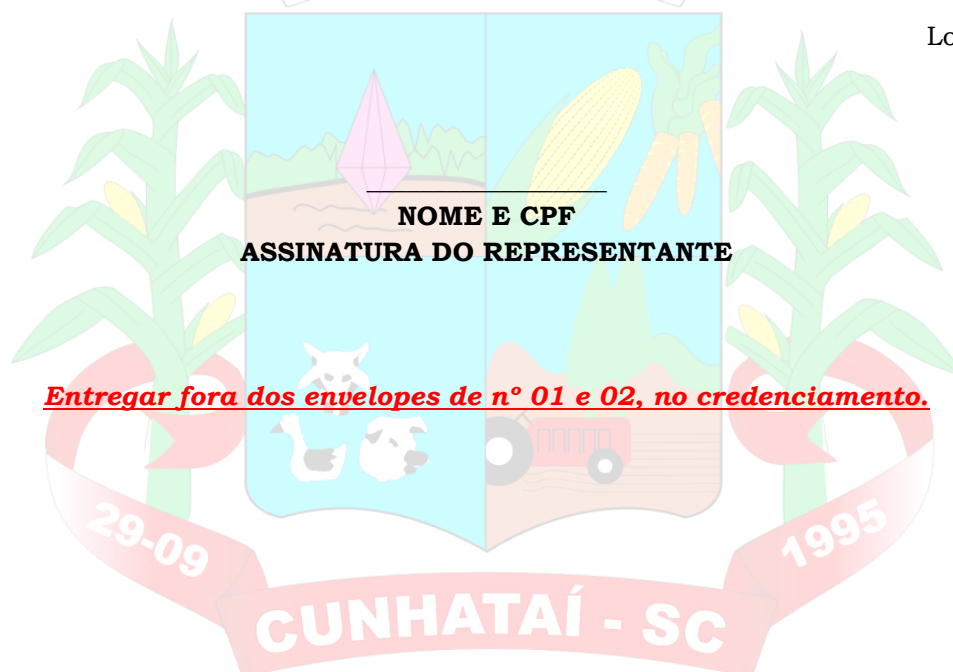 Lo
NOME E CPF
ASSINATURA DO REPRESENTANTE
Entregar fora dos envelopes de nº 01 e 02, no credenciamento.
29-09
1995
CUNHATAÍ - SC